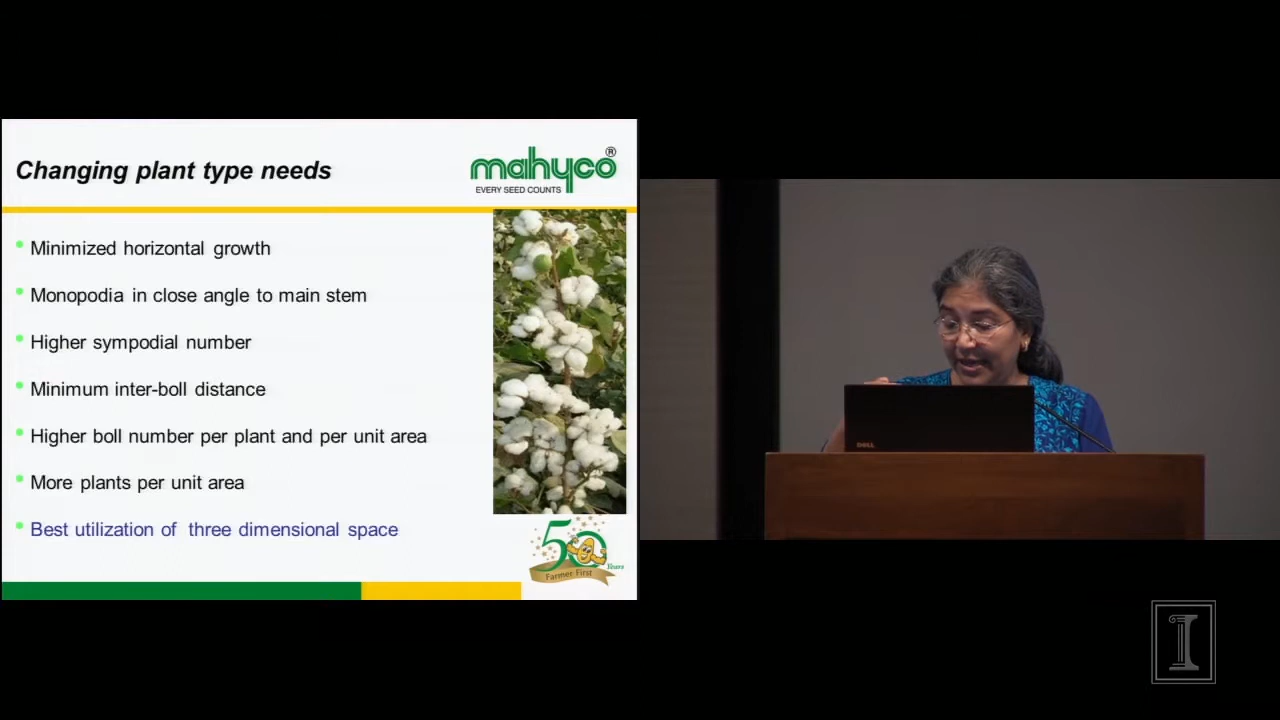 Changing plant type needs
mahyco®
EVERY SEED COUNTS
Minimized horizontal growth
Monopodia in close angle to main stem
Higher sympodial number
Minimum inter-boll distance
Higher boll number per plant and per unit area
More plants per unit area
Best utilization of three dimensional space
50 Years
Farmer First
DELL
I